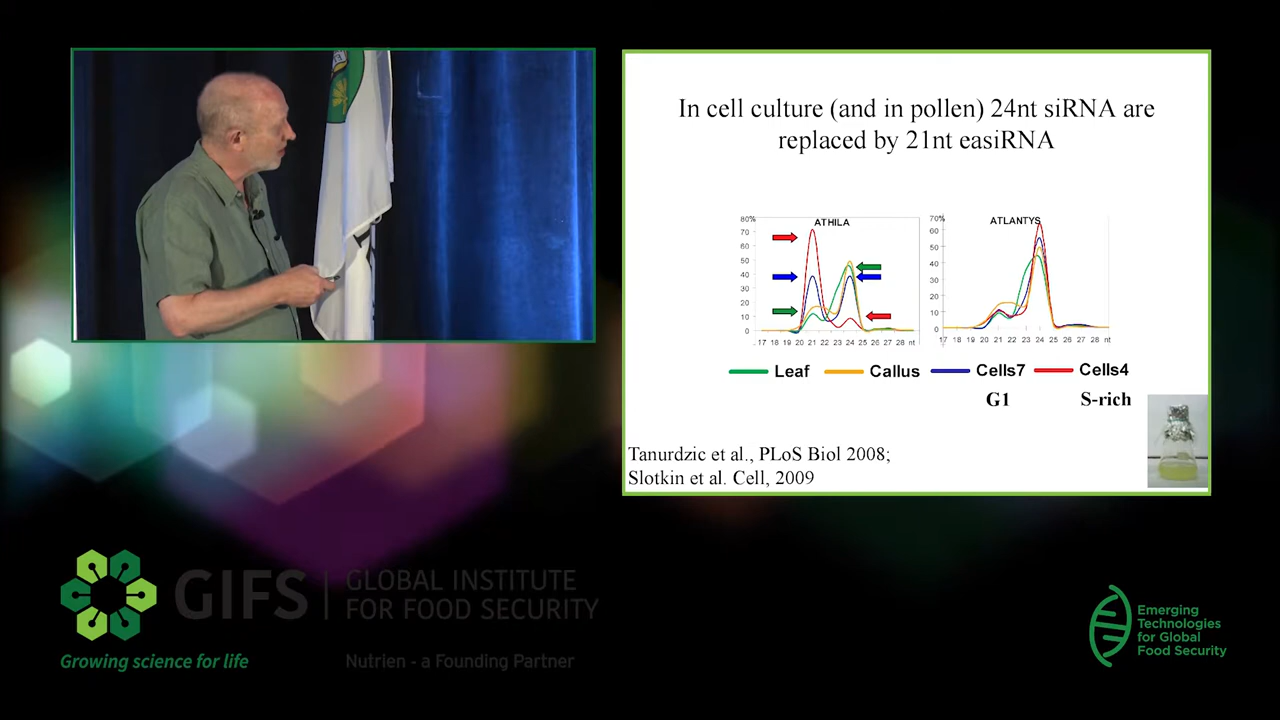 In cell culture (and in pollen) 24nt siRNA are
replaced by 21nt easiRNA
ATHILA
80%
70
60
50
40
30
20
10
0
17 18 19 20 21 22 23 24 25 26 27 28 nt
ATLANTYS
70%
60
50
40
30
20
10
0
17 18 19 20 21 22 23 24 25 26 27 28 nt
Leaf Callus Cells7 Cells4
G1 S-rich
Tanurdzic et al., PLoS Biol 2008;
Slotkin et al. Cell, 2009
GIFS
GLOBAL INSTITUTE
FOR FOOD SECURITY
Growing science for life
Nutrien - a Founding Partner
Emerging
Technologies
for Global
Food Security